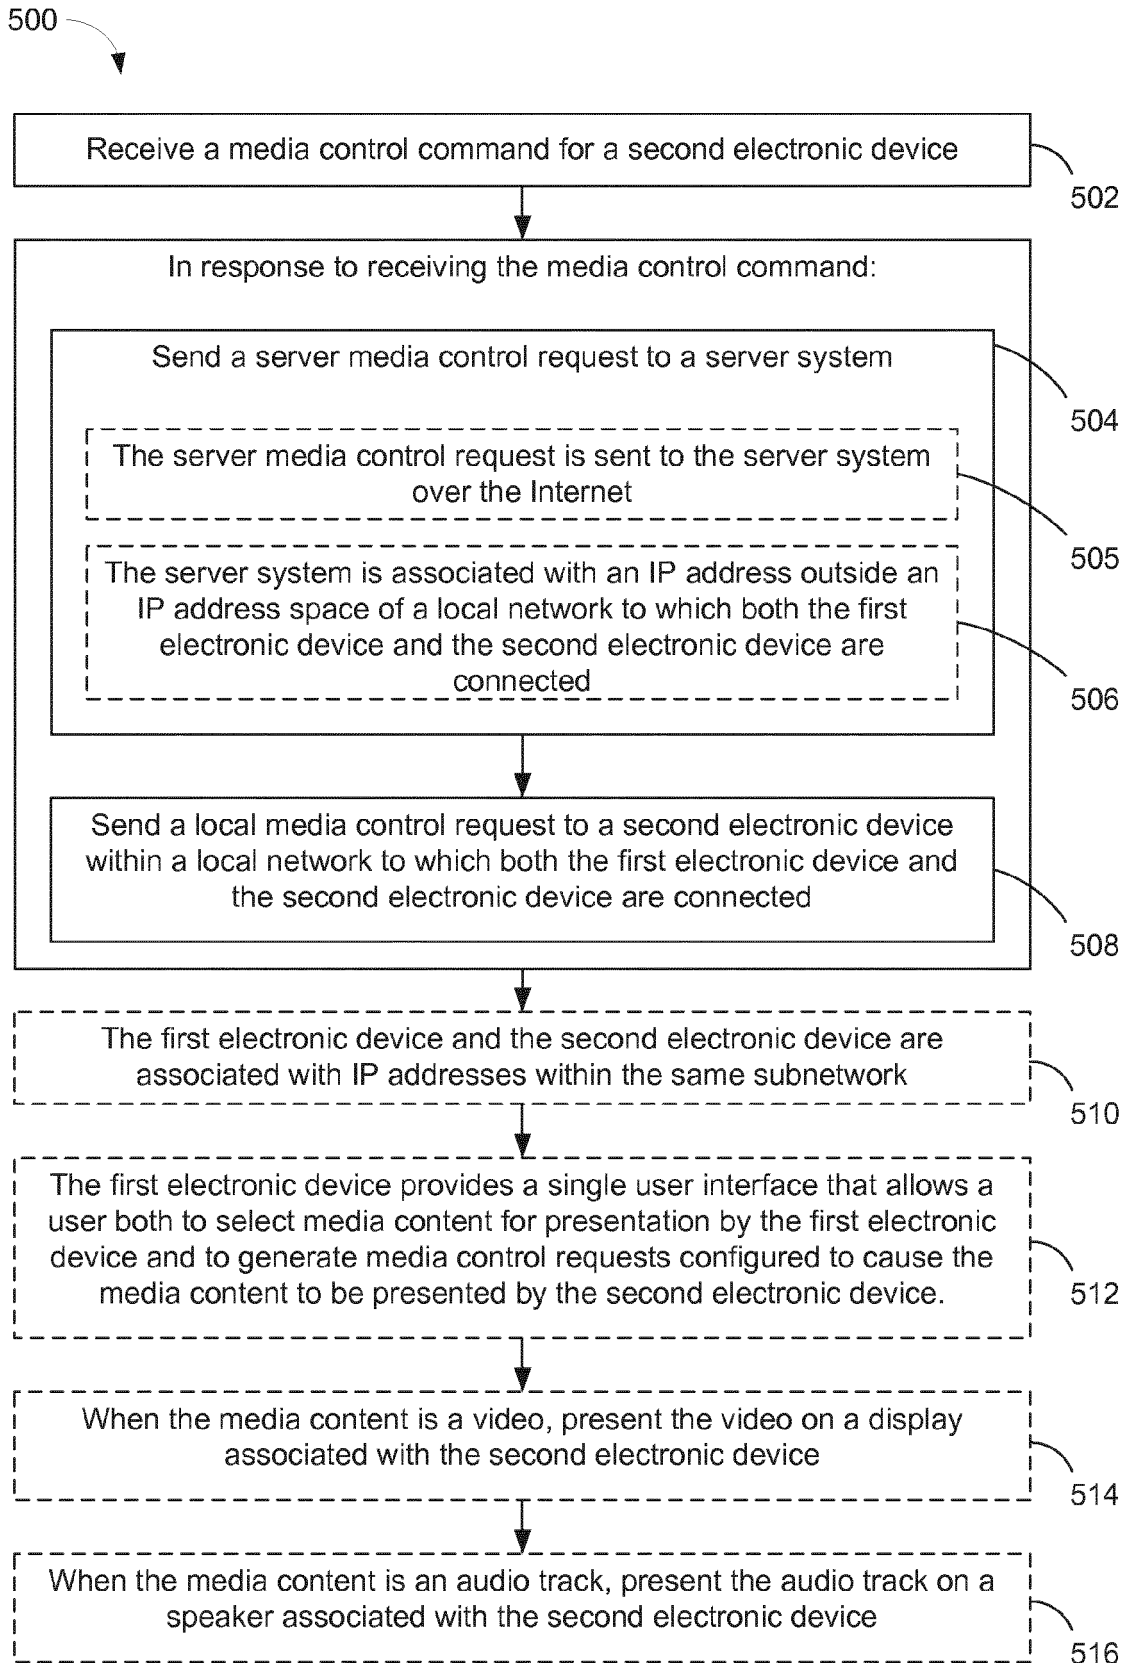 500
Receive a media control command for a second electronic device
502
In response to receiving the media control command:
Send a server media control request to a server system
504
The server media control request is sent to the server system
over the Internet
505
The server system is associated with an IP address outside an
IP address space of a local network to which both the first
electronic device and the second electronic device are
connected
506
Send a local media control request to a second electronic device
within a local network to which both the first electronic device and
the second electronic device are connected
508
The first electronic device and the second electronic device are
associated with IP addresses within the same subnetwork
510
The first electronic device provides a single user interface that allows a
user both to select media content for presentation by the first electronic
device and to generate media control requests configured to cause the
media content to be presented by the second electronic device.
512
When the media content is a video, present the video on a display
associated with the second electronic device
514
When the media content is an audio track, present the audio track on a
speaker associated with the second electronic device
516